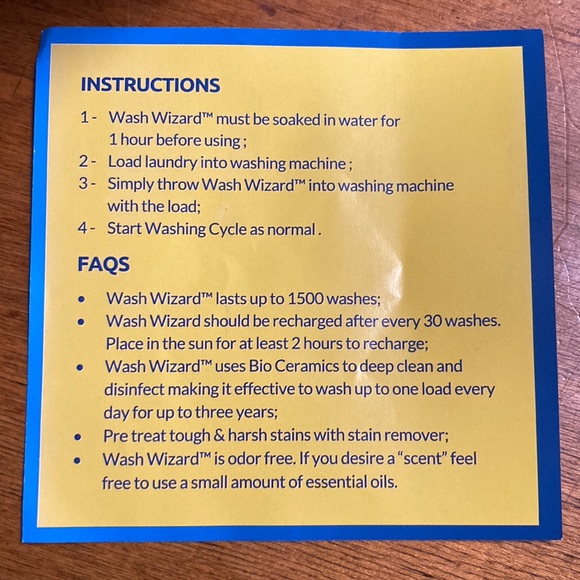 INSTRUCTIONS
1 - Wash Wizard™ must be soaked in water for
1 hour before using ;
2 - Load laundry into washing machine ;
3 - Simply throw Wash Wizard™ into washing machine
with the load;
4 - Start Washing Cycle as normal .
FAQS
• Wash Wizard™ lasts up to 1500 washes;
• Wash Wizard should be recharged after every 30 washes.
Place in the sun for at least 2 hours to recharge;
• Wash Wizard™ uses Bio Ceramics to deep clean and
disinfect making it effective to wash up to one load every
day for up to three years;
• Pre treat tough & harsh stains with stain remover;
• Wash Wizard™ is odor free. If you desire a “scent” feel
free to use a small amount of essential oils.